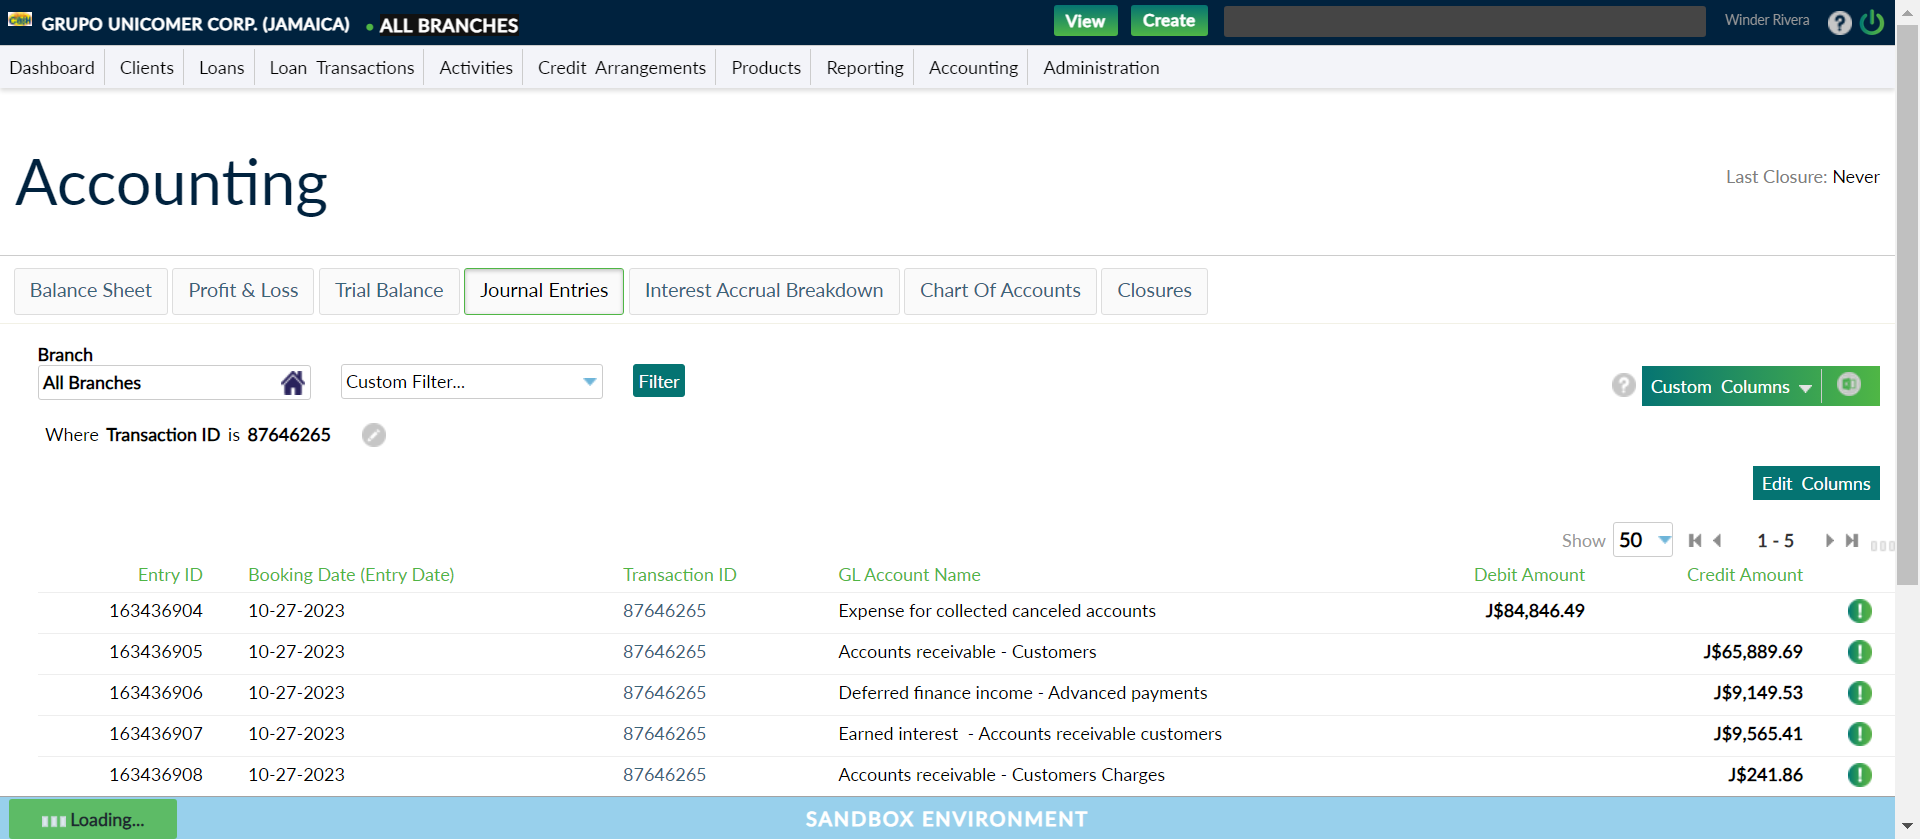 Cash GRUPO UNICOMER CORP. (JAMAICA) • ALL BRANCHES View Create Winder Rivera ?
Dashboard Clients Loans Loan Transactions Activities Credit Arrangements Products Reporting Accounting Administration
Accounting
Last Closure: Never
Balance Sheet Profit & Loss Trial Balance Journal Entries Interest Accrual Breakdown Chart Of Accounts Closures
Branch
All Branches Custom Filter... Filter ? Custom Columns
Where Transaction ID is 87646265
Edit Columns
Show 50 1 - 5
Entry ID Booking Date (Entry Date) Transaction ID GL Account Name Debit Amount Credit Amount
163436904 10-27-2023 87646265 Expense for collected canceled accounts J$84,846.49 !
163436905 10-27-2023 87646265 Accounts receivable - Customers J$65,889.69 !
163436906 10-27-2023 87646265 Deferred finance income - Advanced payments J$9,149.53 !
163436907 10-27-2023 87646265 Earned interest - Accounts receivable customers J$9,565.41 !
163436908 10-27-2023 87646265 Accounts receivable - Customers Charges J$241.86 !
Loading... SANDBOX ENVIRONMENT